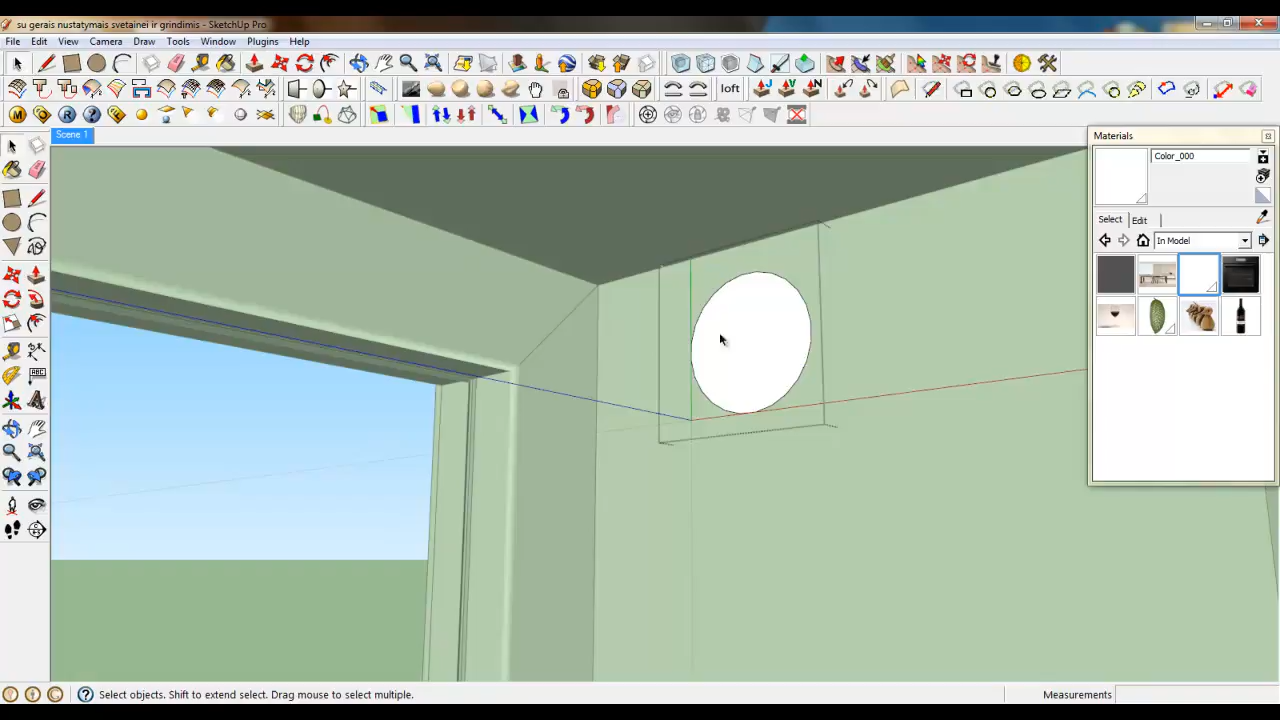 su gerais nustatymais svetainei ir grindimis - SketchUp Pro
File Edit View Camera Draw Tools Window Plugins Help
loft
Scene 1
Materials
Color_000
Select Edit
In Model
Select objects. Shift to extend select. Drag mouse to select multiple.
Measurements